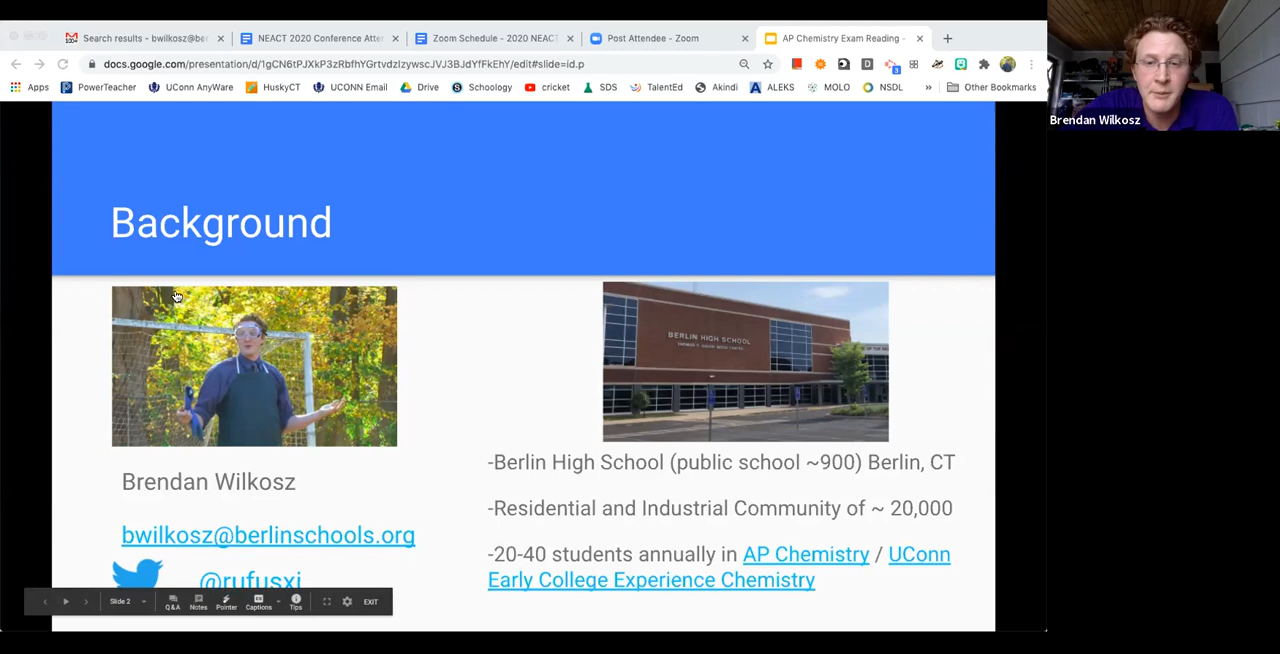 Search results - bwilkosz@ber
NEACT 2020 Conference Atter
Zoom Schedule - 2020 NEACT
Post Attendee - Zoom
AP Chemistry Exam Reading -
docs.google.com/presentation/d/1gCN6tPJXkP3zRbfhYGrtvdzIzywscJVJ3BJdYfFkEhY/edit#slide=id.p
Apps
PowerTeacher
UConn AnyWare
HuskyCT
UCONN Email
Drive
Schoology
cricket
SDS
TalentEd
Akindi
ALEKS
MOLO
NSDL
»
Other Bookmarks
Brendan Wilkosz
Background
BERLIN HIGH SCHOOL
Brendan Wilkosz
bwilkosz@berlinschools.org
@rufusxi
-Berlin High School (public school ~900) Berlin, CT
-Residential and Industrial Community of ~ 20,000
-20-40 students annually in AP Chemistry / UConn
Early College Experience Chemistry
Slide 2
Q&A
Notes
Pointer
Captions
Tips
EXIT